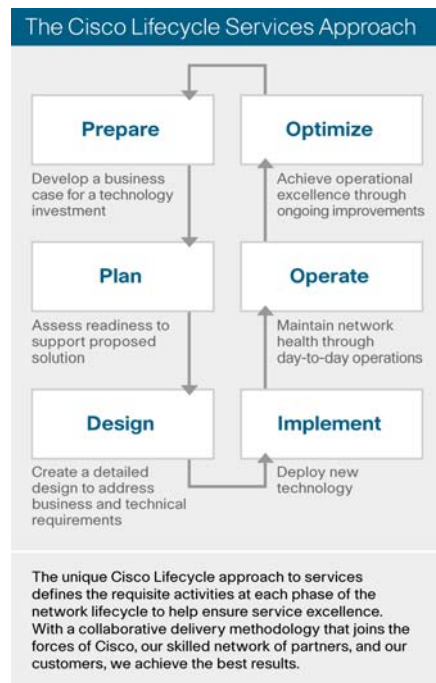 The Cisco Lifecycle Services Approach
Prepare
Develop a business
case for a technology
investment
Plan
Assess readiness to
support proposed
solution
Design
Create a detailed
design to address
business and technical
requirements
Implement
Deploy new
technology
Operate
Maintain network
health through
day-to-day operations
Optimize
Achieve operational
excellence through
ongoing improvements
The unique Cisco Lifecycle approach to services
defines the requisite activities at each phase of the
network lifecycle to help ensure service excellence.
With a collaborative delivery methodology that joins the
forces of Cisco, our skilled network of partners, and our
customers, we achieve the best results.